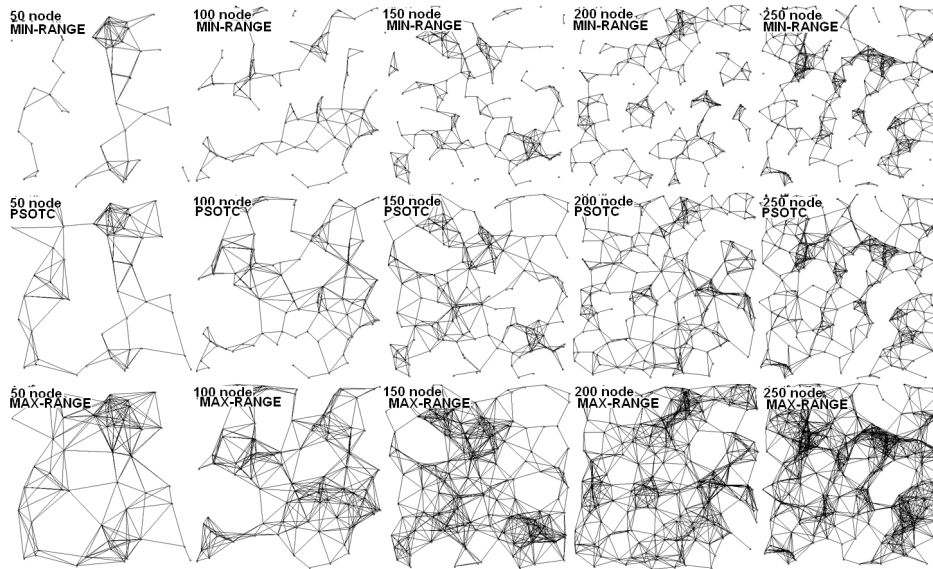 50 node
MIN-RANGE
100 node
MIN-RANGE
150 node
MIN-RANGE
200 node
MIN-RANGE
250 node
MIN-RANGE
50 node
PSOTC
100 node
PSOTC
150 node
PSOTC
200 node
PSOTC
250 node
PSOTC
50 node
MAX-RANGE
100 node
MAX-RANGE
150 node
MAX-RANGE
200 node
MAX-RANGE
250 node
MAX-RANGE